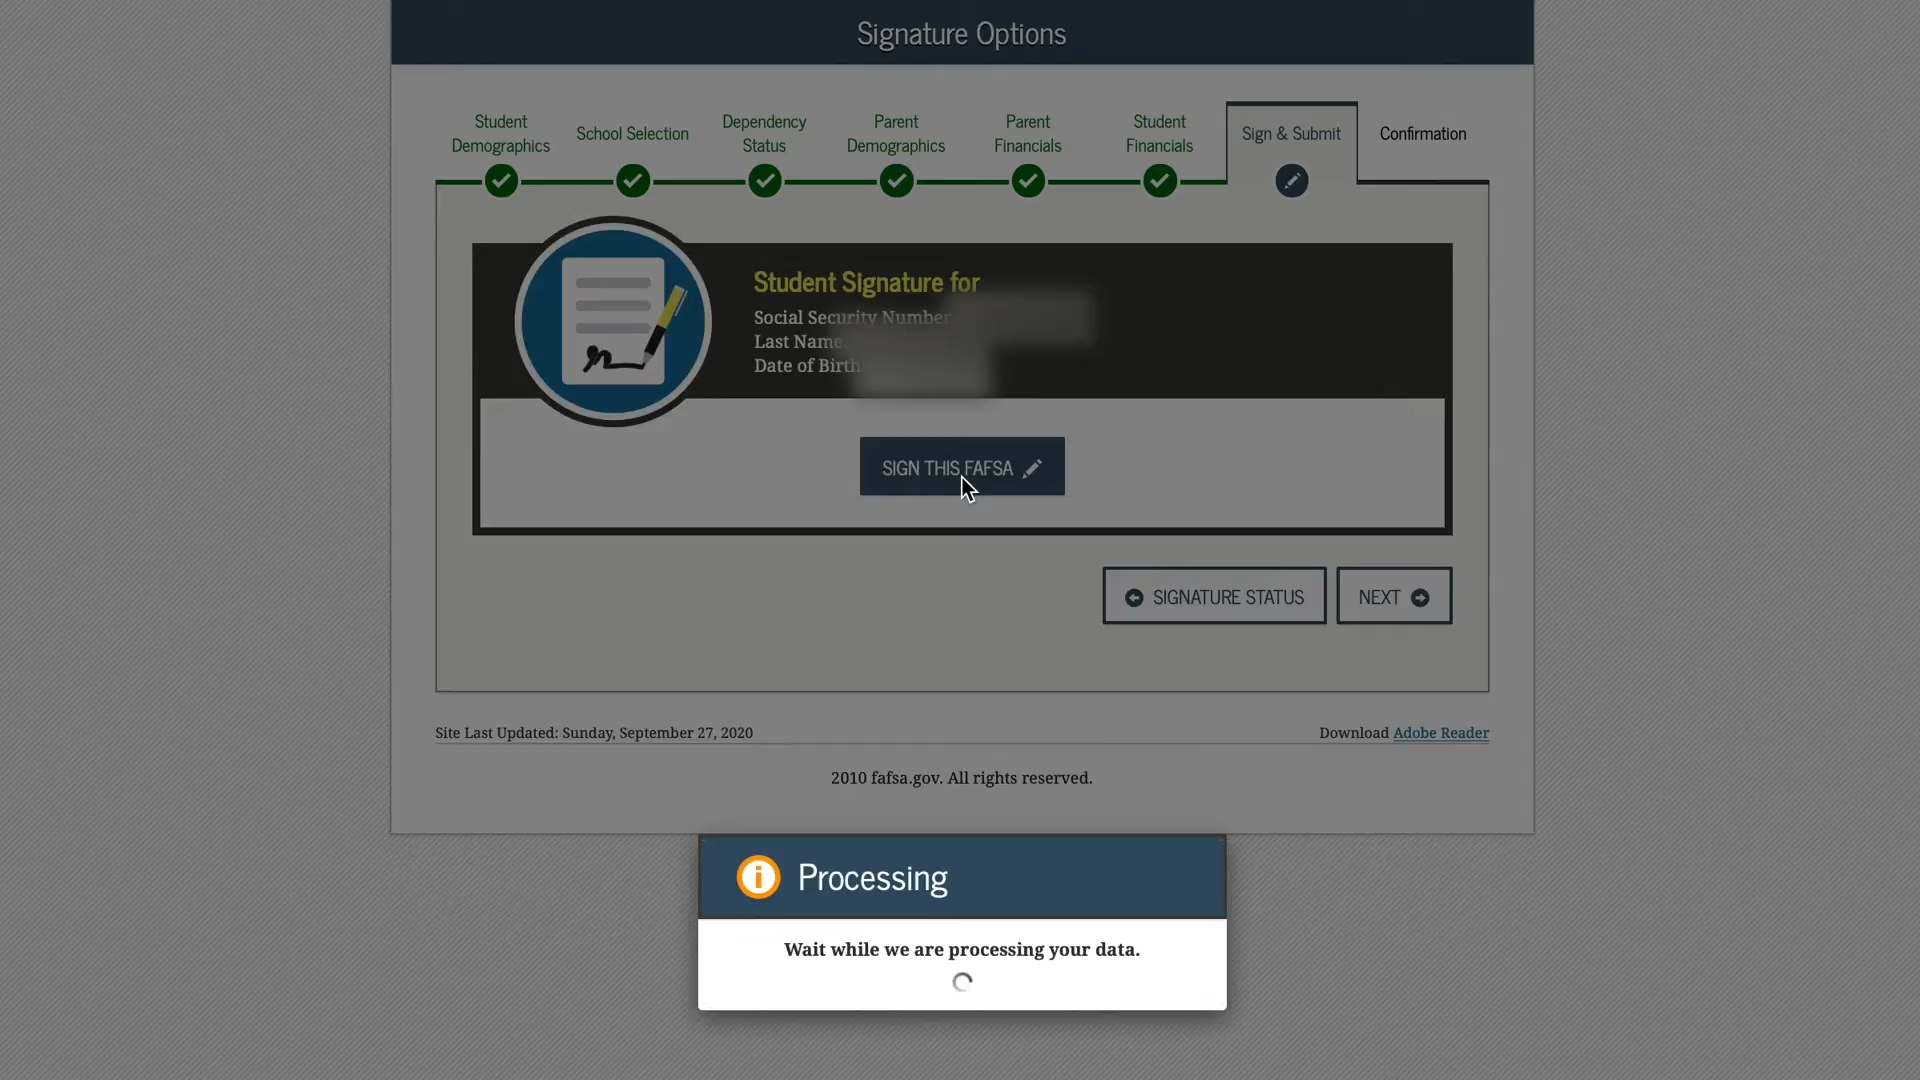 Signature Options
Student
Demographics
School Selection
Dependency
Status
Parent
Demographics
Parent
Financials
Student
Financials
Sign & Submit
Confirmation
Student Signature for
Social Security Number
Last Name
Date of Birth
SIGN THIS FAFSA
SIGNATURE STATUS
NEXT
Site Last Updated: Sunday, September 27, 2020
Download Adobe Reader
2010 fafsa.gov. All rights reserved.
Processing
Wait while we are processing your data.